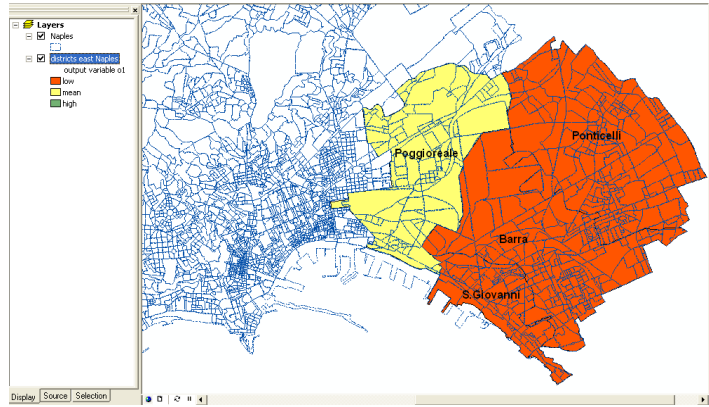 Layers
Naples
districts east Naples:
output variable o1
low
mean
high
Display Source Selection
Ponticelli
Poggioreale
Barra
S.Giovanni